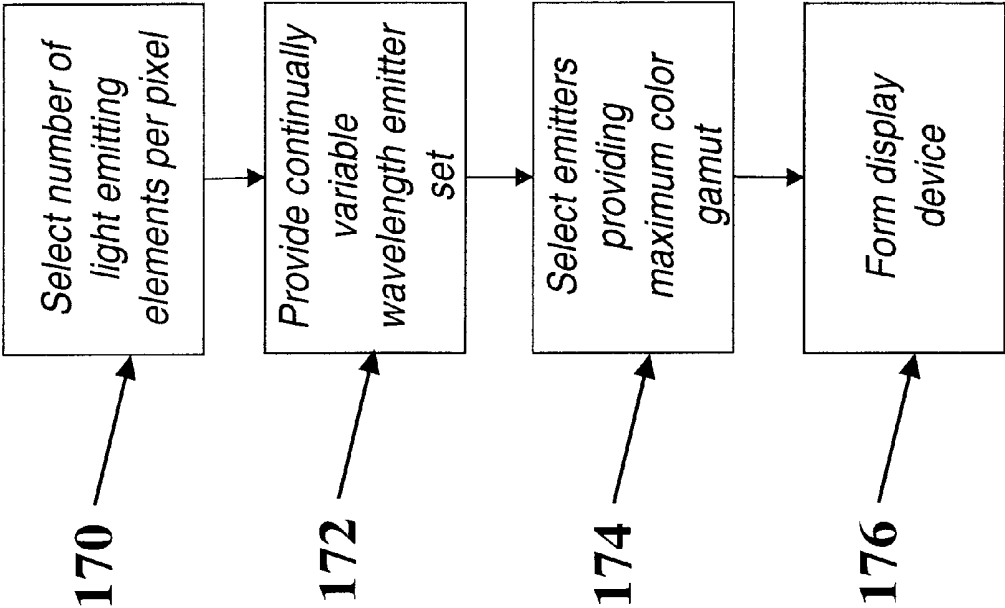 170
Select number of
light emitting
elements per pixel
172
Provide continually
variable
wavelength emitter
set
174
Select emitters
providing
maximum color
gamut
176
Form display
device